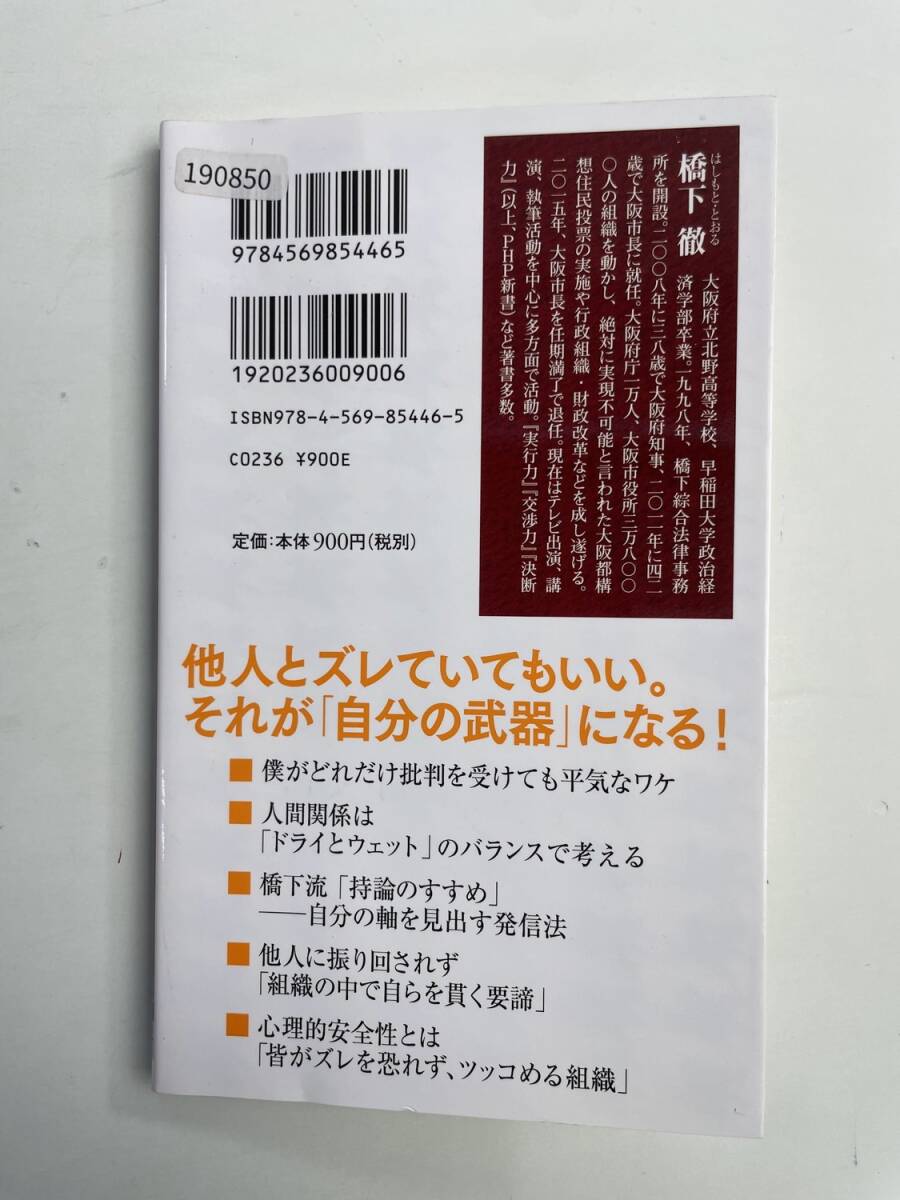 190850
9784569854465
1920236009006
ISBN978-4-569-85446-5
C0236 ¥900E
定価:本体900円(税別)
はしもと・とおる
橋下 徹
大阪府立北野高等学校、早稲田大学政治経
済学部卒業。一九九八年、橋下綜合法律事務
所を開設。二〇〇八年に三八歳で大阪府知事、二〇一一年に四二
歳で大阪市長に就任。大阪府庁一万人、大阪市役所三万八〇〇
〇人の組織を動かし、絶対に実現不可能と言われた大阪都構
想住民投票の実施や行政組織・財政改革などを成し遂げる。
二〇一五年、大阪市長を任期満了で退任。現在はテレビ出演、講
演、執筆活動を中心に多方面で活動。『実行力』『交渉力』『決断
力』(以上、PHP新書)など著書多数。
他人とズレていてもいい。
それが「自分の武器」になる!
■ 僕がどれだけ批判を受けても平気なワケ
■ 人間関係は
「ドライとウェット」のバランスで考える
■ 橋下流「持論のすすめ」
――自分の軸を見出す発信法
■ 他人に振り回されず
「組織の中で自らを貫く要諦」
■ 心理的安全性とは
「皆がズレを恐れず、ツッコめる組織」